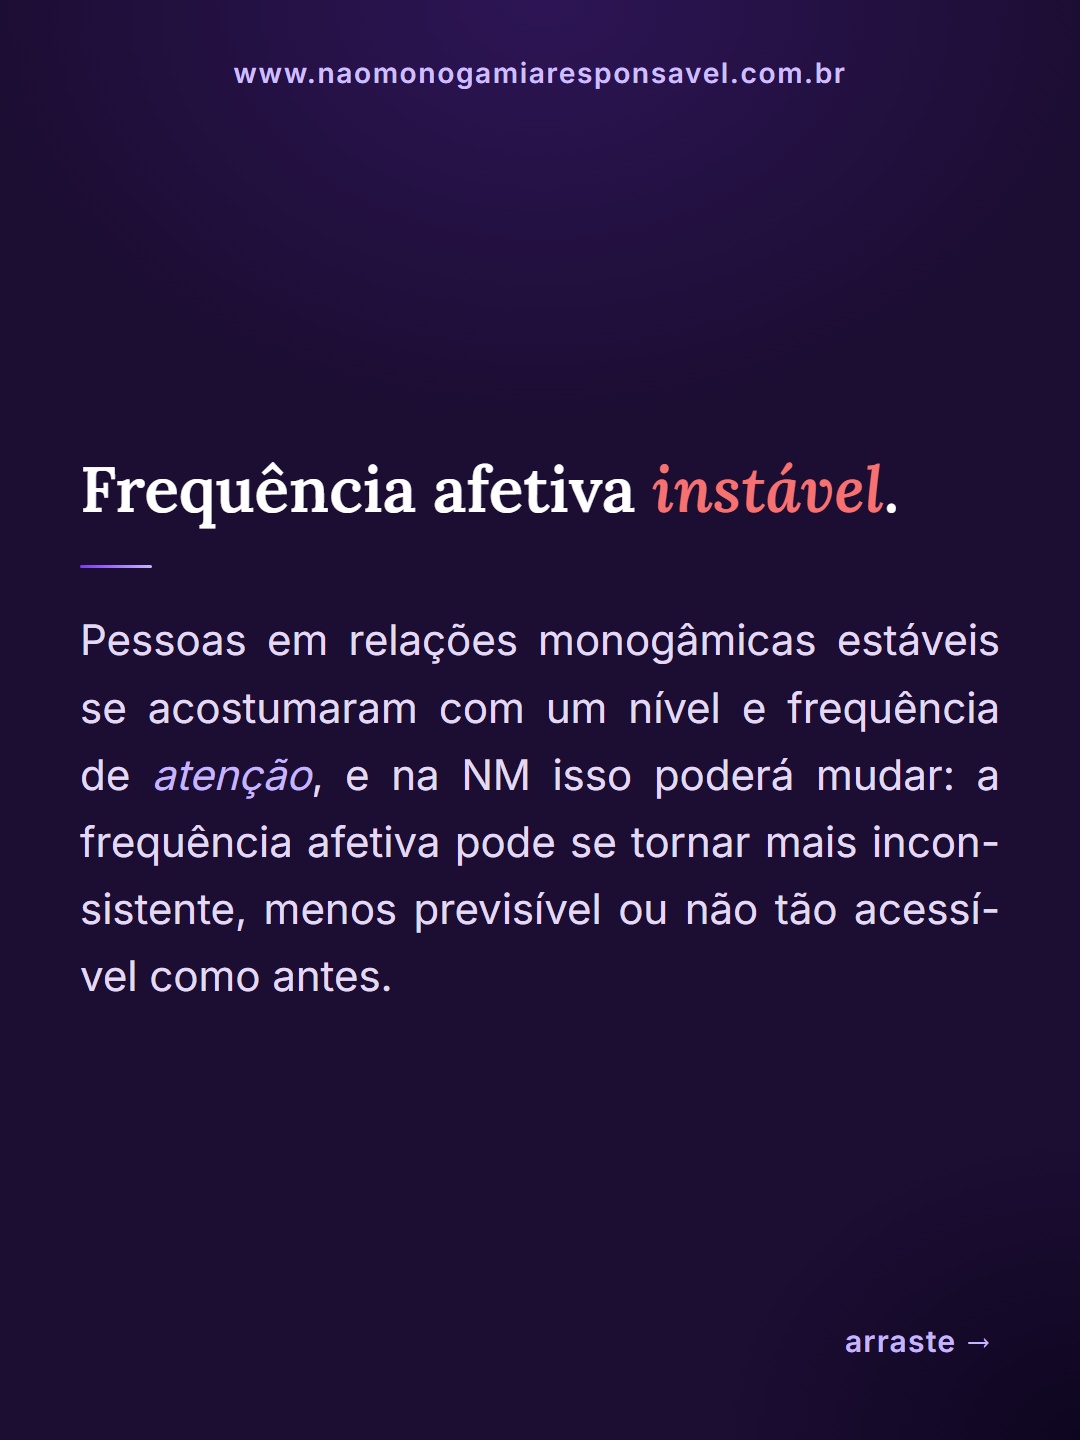 www.naomonogamiaresponsavel.com.br
Frequência afetiva instável.
Pessoas em relações monogâmicas estáveis
se acostumaram com um nível e frequência
de atenção, e na NM isso poderá mudar: a
frequência afetiva pode se tornar mais incon-
sistente, menos previsível ou não tão acessí-
vel como antes.
arraste →